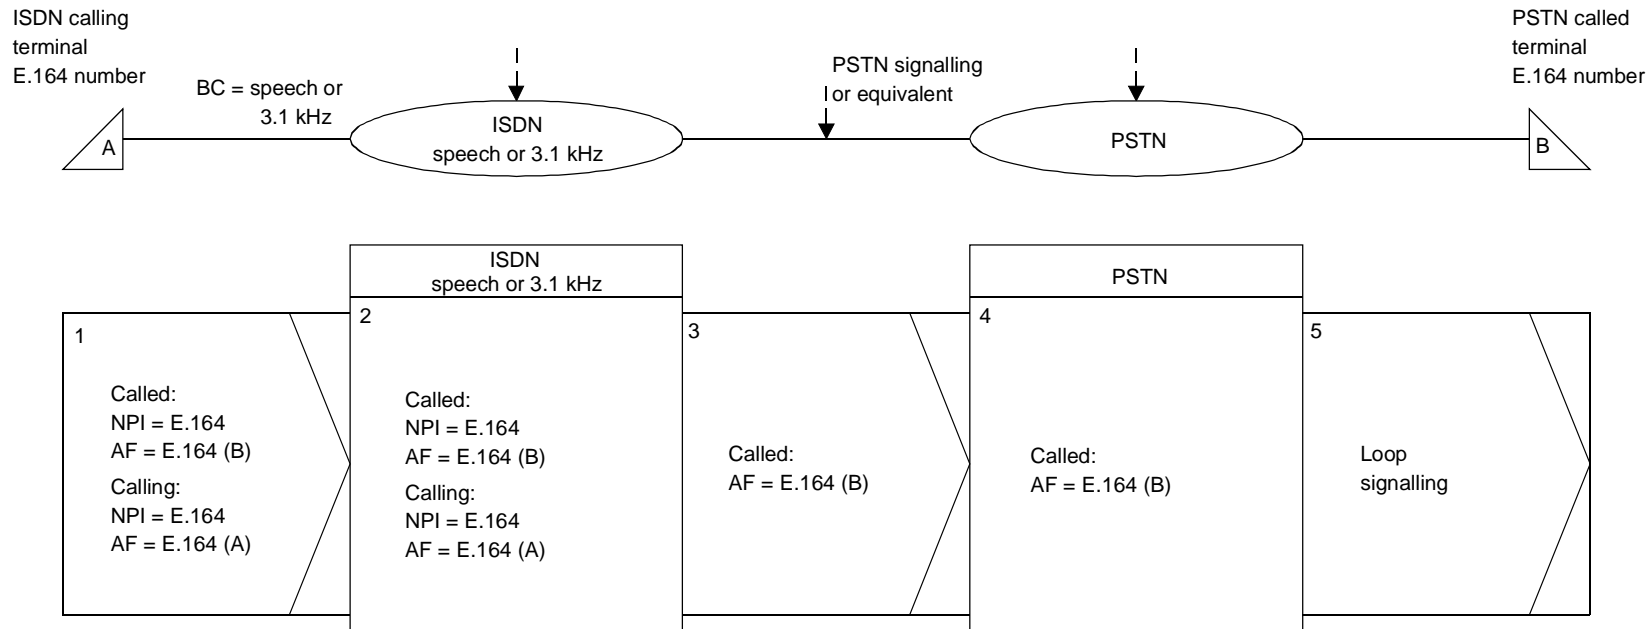 ISDN calling
terminal
E.164 number
BC = speech or
3.1 kHz
ISDN
speech or 3.1 kHz
PSTN signalling
or equivalent
PSTN
PSTN called
terminal
E.164 number
A
B
ISDN
speech or 3.1 kHz
PSTN
1
Called:
NPI = E.164
AF = E.164 (B)
Calling:
NPI = E.164
AF = E.164 (A)
2
Called:
NPI = E.164
AF = E.164 (B)
Calling:
NPI = E.164
AF = E.164 (A)
3
Called:
AF = E.164 (B)
4
Called:
AF = E.164 (B)
5
Loop
signalling